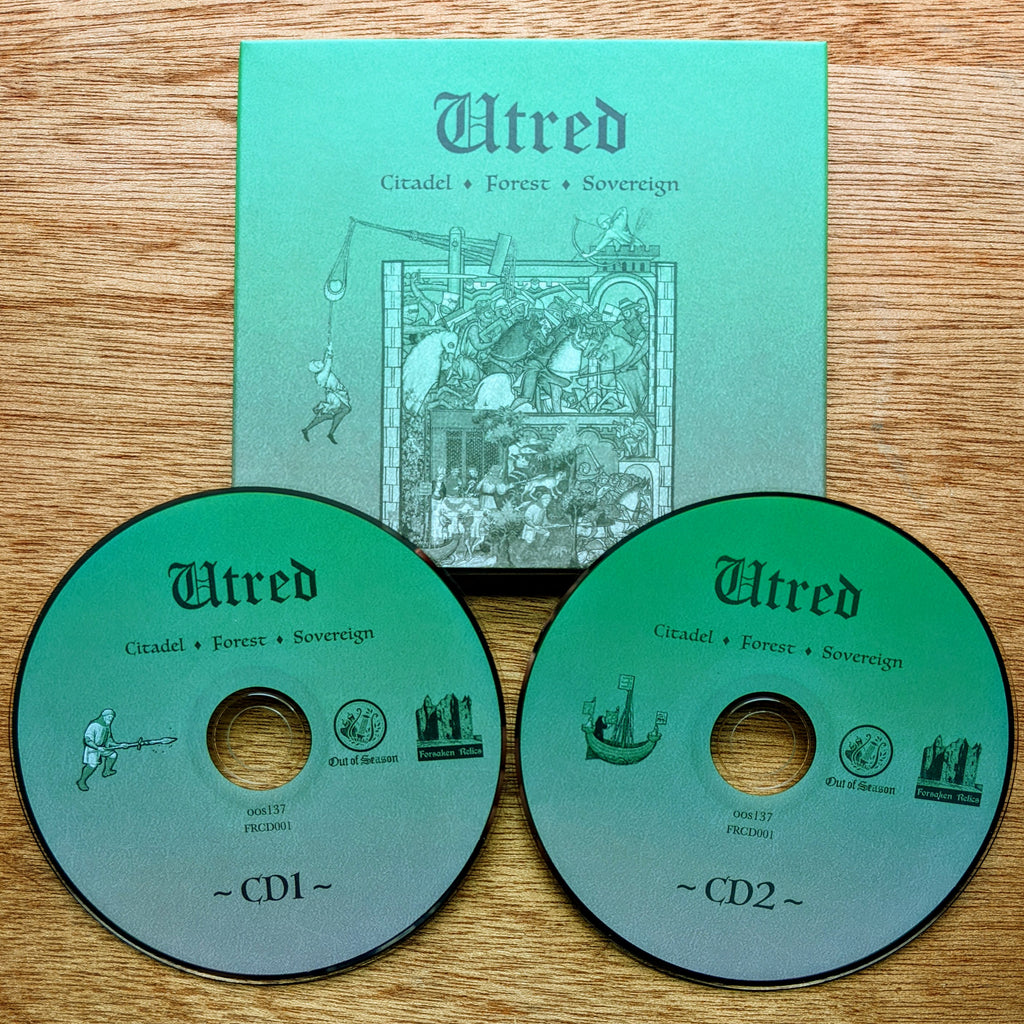 Utred
Citadel ♦ Forest ♦ Sovereign
Utred
Citadel ♦ Forest ♦ Sovereign
Out of Season
Forsaken Relics
oos137
FRCD001
~ CD1 ~
Utred
Citadel ♦ Forest ♦ Sovereign
Out of Season
Forsaken Relics
oos137
FRCD001
~ CD2 ~